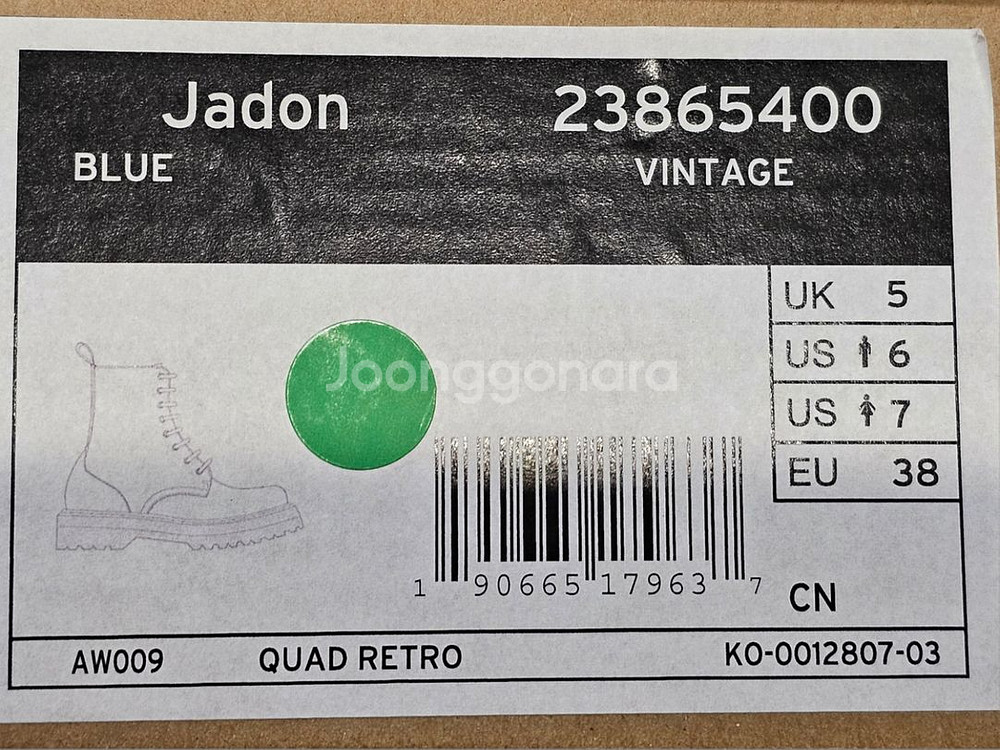 Jadon 23865400
BLUE VINTAGE
UK 5
US 6
US 7
EU 38
Joonggonara
1 90665 17963 7
CN
AW009 QUAD RETRO KO-0012807-03